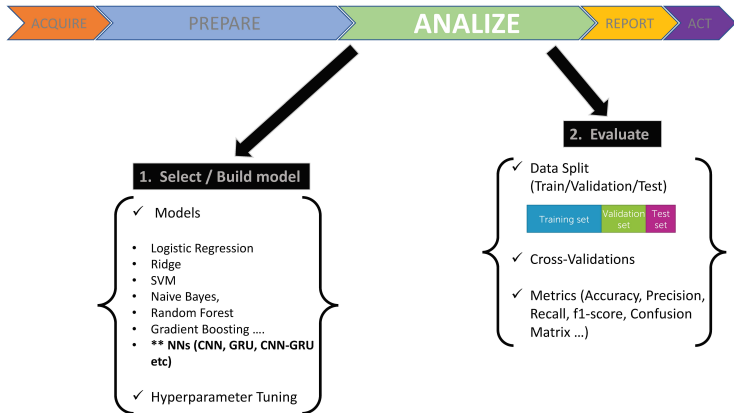 ACQUIRE
PREPARE
ANALIZE
REPORT
ACT
1. Select / Build model
✓ Models
• Logistic Regression
• Ridge
• SVM
• Naive Bayes,
• Random Forest
• Gradient Boosting ....
• ** NNs (CNN, GRU, CNN-GRU
etc)
✓ Hyperparameter Tuning
2. Evaluate
✓ Data Split
(Train/Validation/Test)
Training set
Validation
set
Test
set
✓ Cross-Validations
✓ Metrics (Accuracy, Precision,
Recall, f1-score, Confusion
Matrix ...)